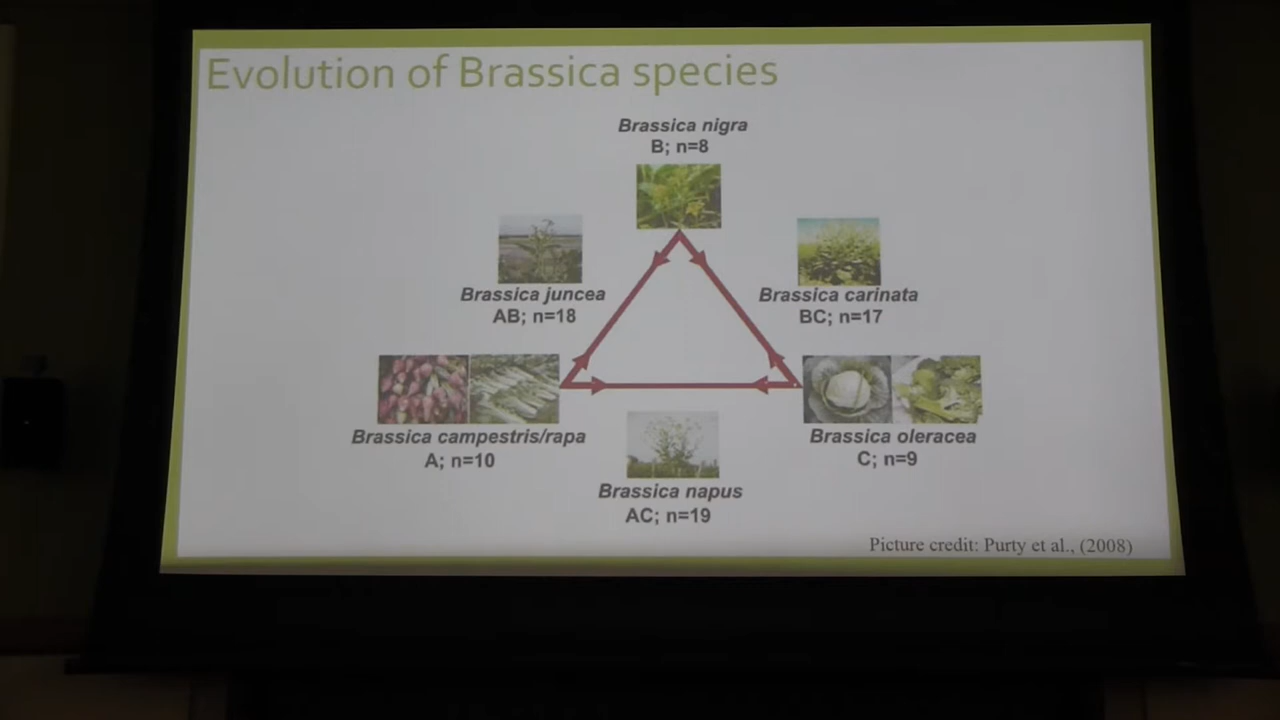 Evolution of Brassica species
Brassica nigra
B; n=8
Brassica juncea
AB; n=18
Brassica carinata
BC; n=17
Brassica campestris/rapa
A; n=10
Brassica oleracea
C; n=9
Brassica napus
AC; n=19
Picture credit: Purty et al., (2008)